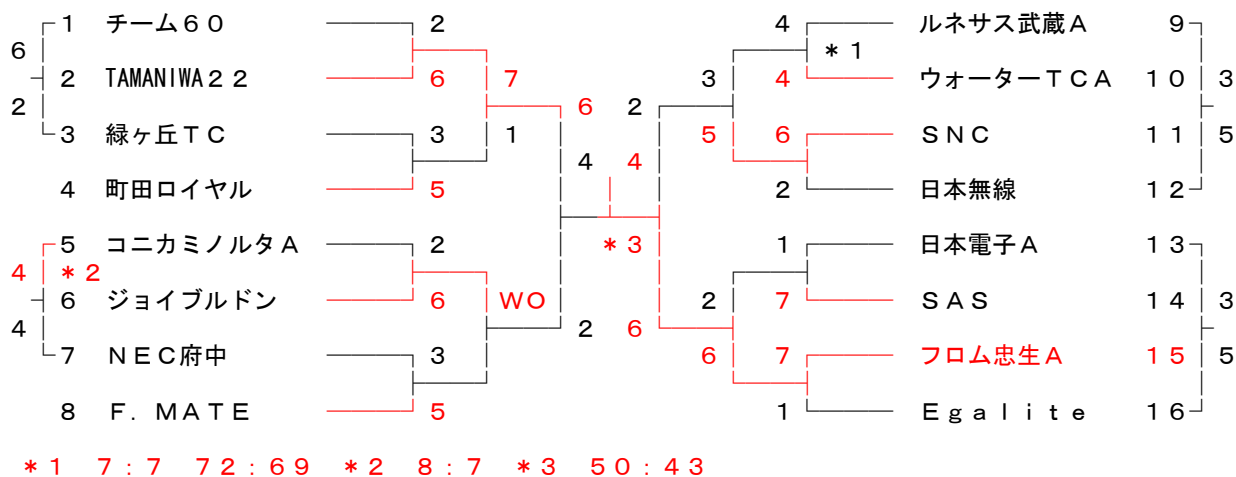 1 チーム６０ 2 4 ルネサス武蔵Ａ 9
6 *1
2 TAMANIWA２２ 6 7 3 4 ウォーターＴＣＡ 10 3
2 6 2
3 緑ヶ丘ＴＣ 3 1 5 6 ＳＮＣ 11 5
4 4
4 町田ロイヤル 5 2 日本無線 12
5 コニカミノルタＡ 2 *3 1 日本電子Ａ 13
4 *2
6 ジョイブルドン 6 WO 2 7 ＳＡＳ 14 3
4 2 6
7 ＮＥＣ府中 3 6 7 フロム忠生Ａ 15 5
8 Ｆ．ＭＡＴＥ 5 1 Ｅｇａｌｉｔｅ 16
*1 7:7 72:69 *2 8:7 *3 50:43